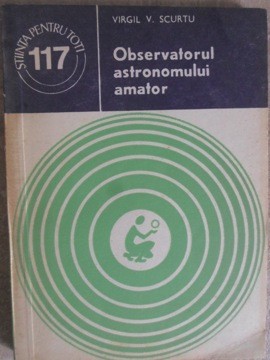 VIRGIL V. SCURTU
ȘTIINȚA PENTRU TOȚI
117
Observatorul
astronomului
amator